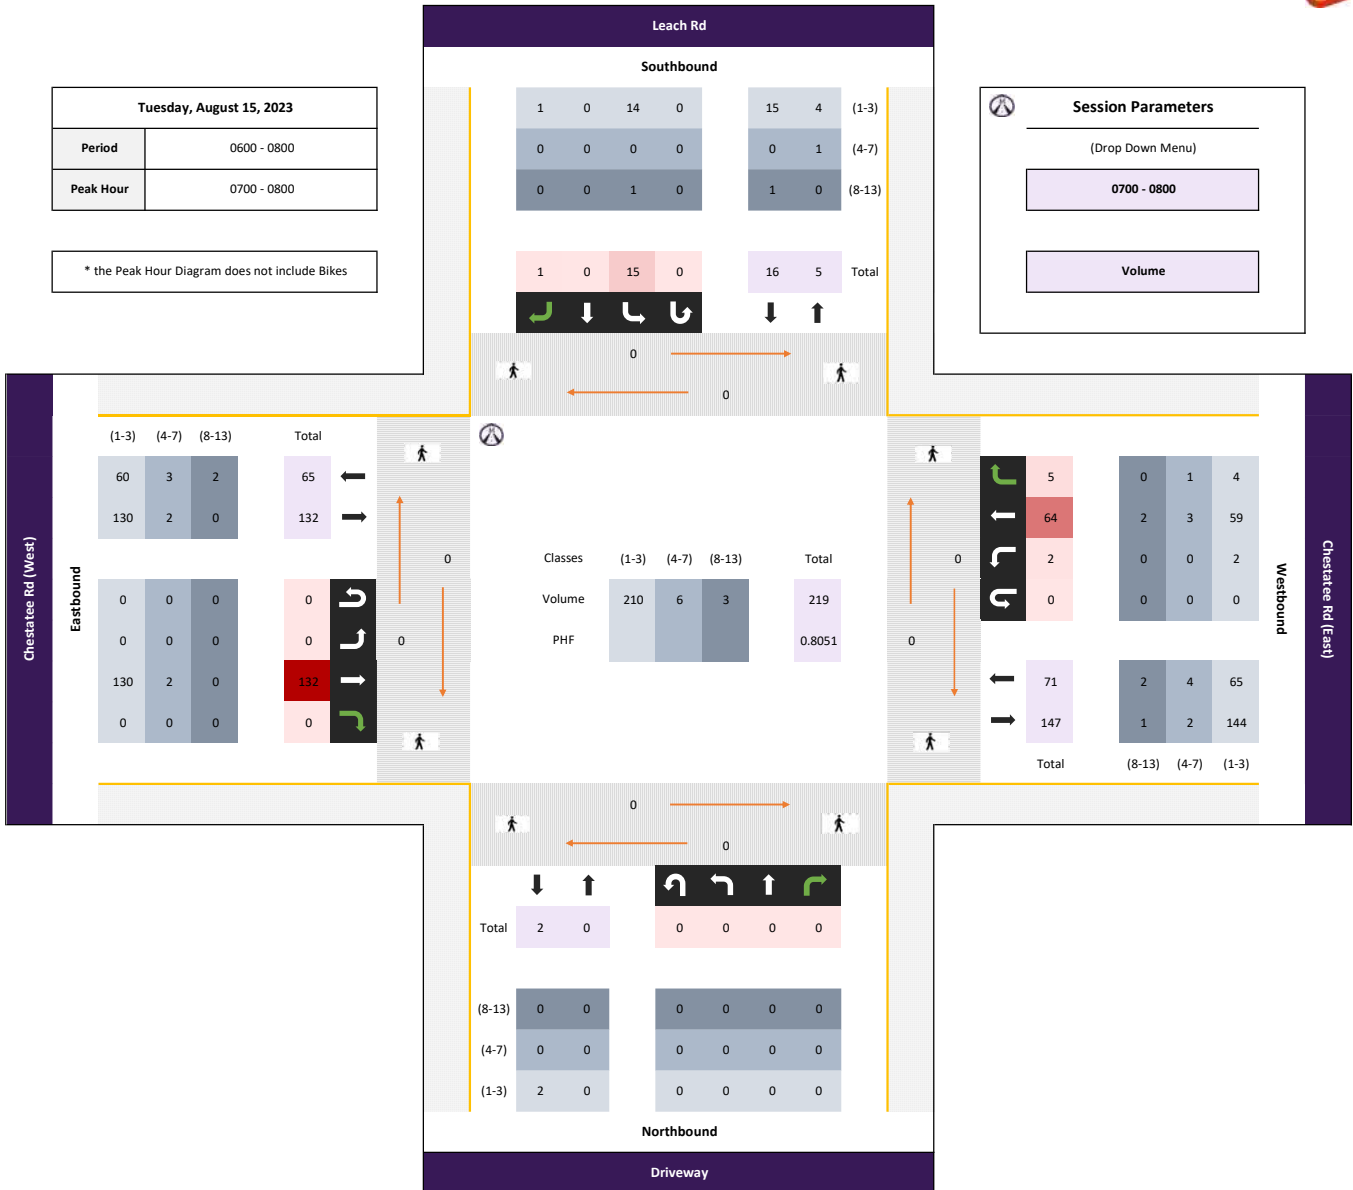 Leach Rd
Southbound
Tuesday, August 15, 2023
Period 0600 - 0800
Peak Hour 0700 - 0800
* the Peak Hour Diagram does not include Bikes
1 0 14 0 15 4 (1-3)
0 0 0 0 0 1 (4-7)
0 0 1 0 1 0 (8-13)
1 0 15 0 16 5 Total
Session Parameters
(Drop Down Menu)
0700 - 0800
Volume
0
0
Chestatee Rd (West)
Eastbound
(1-3) (4-7) (8-13) Total
60 3 2 65
130 2 0 132
0 0 0 0
0 0 0 0
130 2 0 132
0 0 0 0
0
0
Classes (1-3) (4-7) (8-13) Total
Volume 210 6 3 219
PHF 0.8051
0
0
5 0 1 4
64 2 3 59
2 0 0 2
0 0 0 0
71 2 4 65
147 1 2 144
Total (8-13) (4-7) (1-3)
Westbound
Chestatee Rd (East)
0
0
Total 2 0 0 0 0 0
(8-13) 0 0 0 0 0 0
(4-7) 0 0 0 0 0 0
(1-3) 2 0 0 0 0 0
Northbound
Driveway